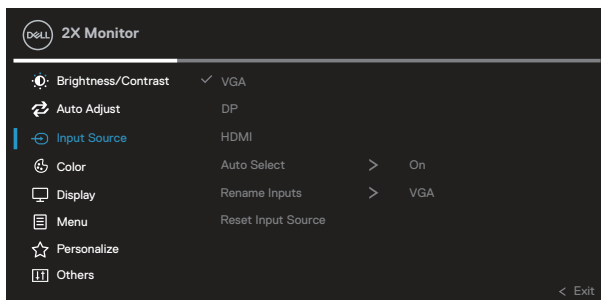 DELL 2X Monitor
Brightness/Contrast VGA
Auto Adjust DP
Input Source HDMI
Color Auto Select > On
Display Rename Inputs > VGA
Menu Reset Input Source
Personalize
Others
< Exit